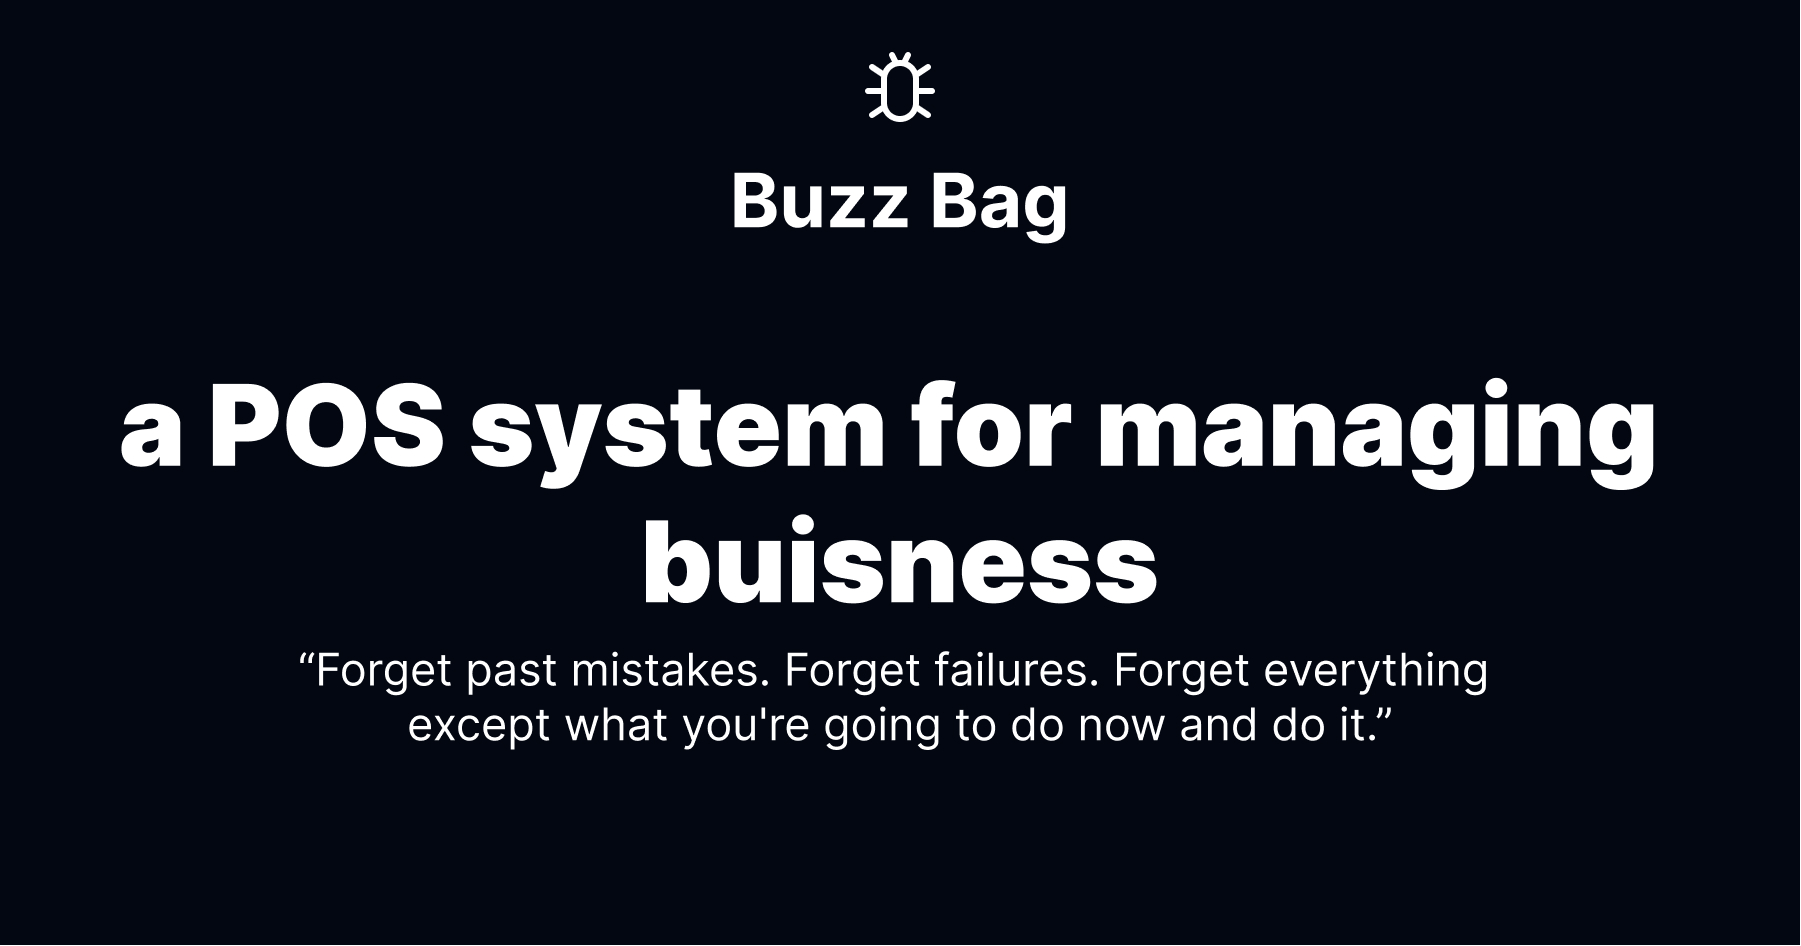 Buzz Bag
a POS system for managing
buisness
“Forget past mistakes. Forget failures. Forget everything
except what you're going to do now and do it.”